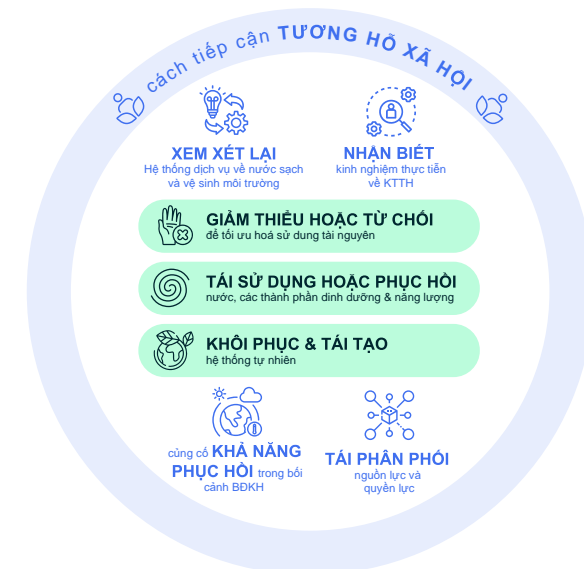 cách tiếp cận TƯƠNG HỖ XÃ HỘI
XEM XÉT LẠI
Hệ thống dịch vụ về nước sạch
và vệ sinh môi trường
NHẬN BIẾT
kinh nghiệm thực tiễn
về KTTH
GIẢM THIỂU HOẶC TỪ CHỐI
để tối ưu hoá sử dụng tài nguyên
TÁI SỬ DỤNG HOẶC PHỤC HỒI
nước, các thành phần dinh dưỡng & năng lượng
KHÔI PHỤC & TÁI TẠO
hệ thống tự nhiên
củng cố KHẢ NĂNG
PHỤC HỒI trong bối
cảnh BĐKH
TÁI PHÂN PHỐI
nguồn lực và
quyền lực